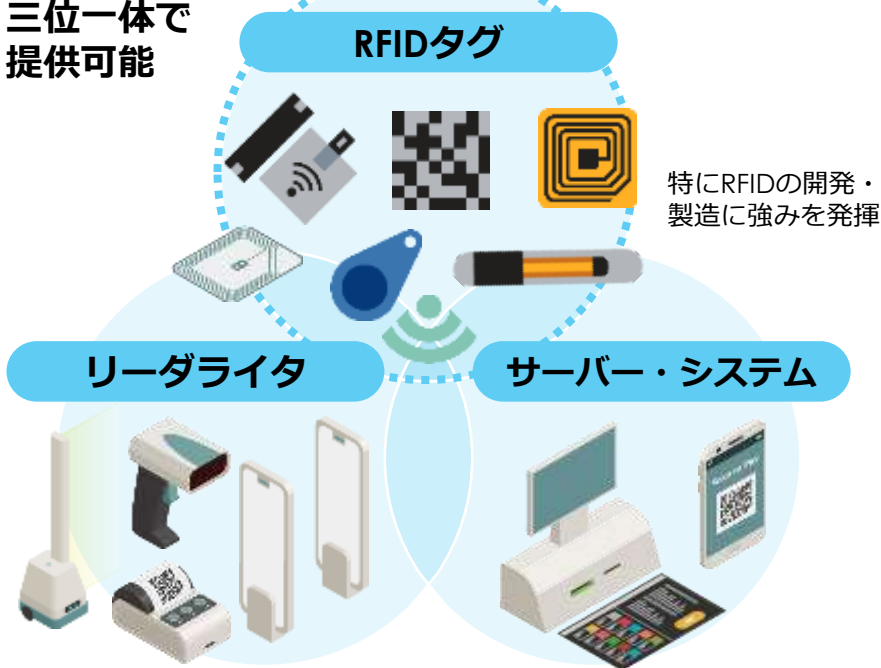 三位一体で
提供可能
RFIDタグ
特にRFIDの開発・
製造に強みを発揮
リーダライタ
サーバー・システム